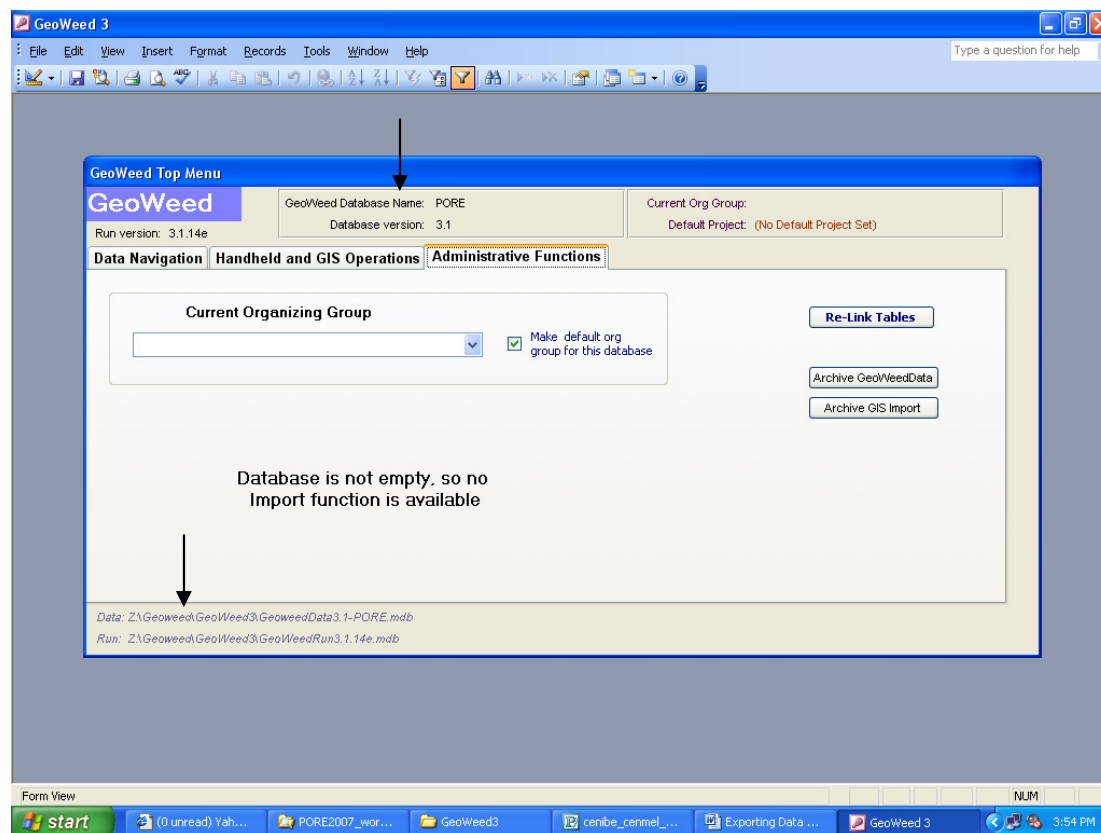 GeoWeed 3
File Edit View Insert Format Records Tools Window Help
Type a question for help
GeoWeed Top Menu
GeoWeed
Run version: 3.1.14e
GeoWeed Database Name: PORE
Database version: 3.1
Current Org Group:
Default Project: (No Default Project Set)
Data Navigation
Handheld and GIS Operations
Administrative Functions
Current Organizing Group
Make default org
group for this database
Re-Link Tables
Archive GeoWeedData
Archive GIS Import
Database is not empty, so no
Import function is available
Data: Z:\Geoweed\GeoWeed3\GeoweedData3.1-PORE.mdb
Run: Z:\Geoweed\GeoWeed3\GeoWeedRun3.1.14e.mdb
Form View
NUM
start
(0 unread) Yah...
PORE2007_wor...
GeoWeed3
cenibe_cenmel_...
Exporting Data ...
GeoWeed 3
3:54 PM